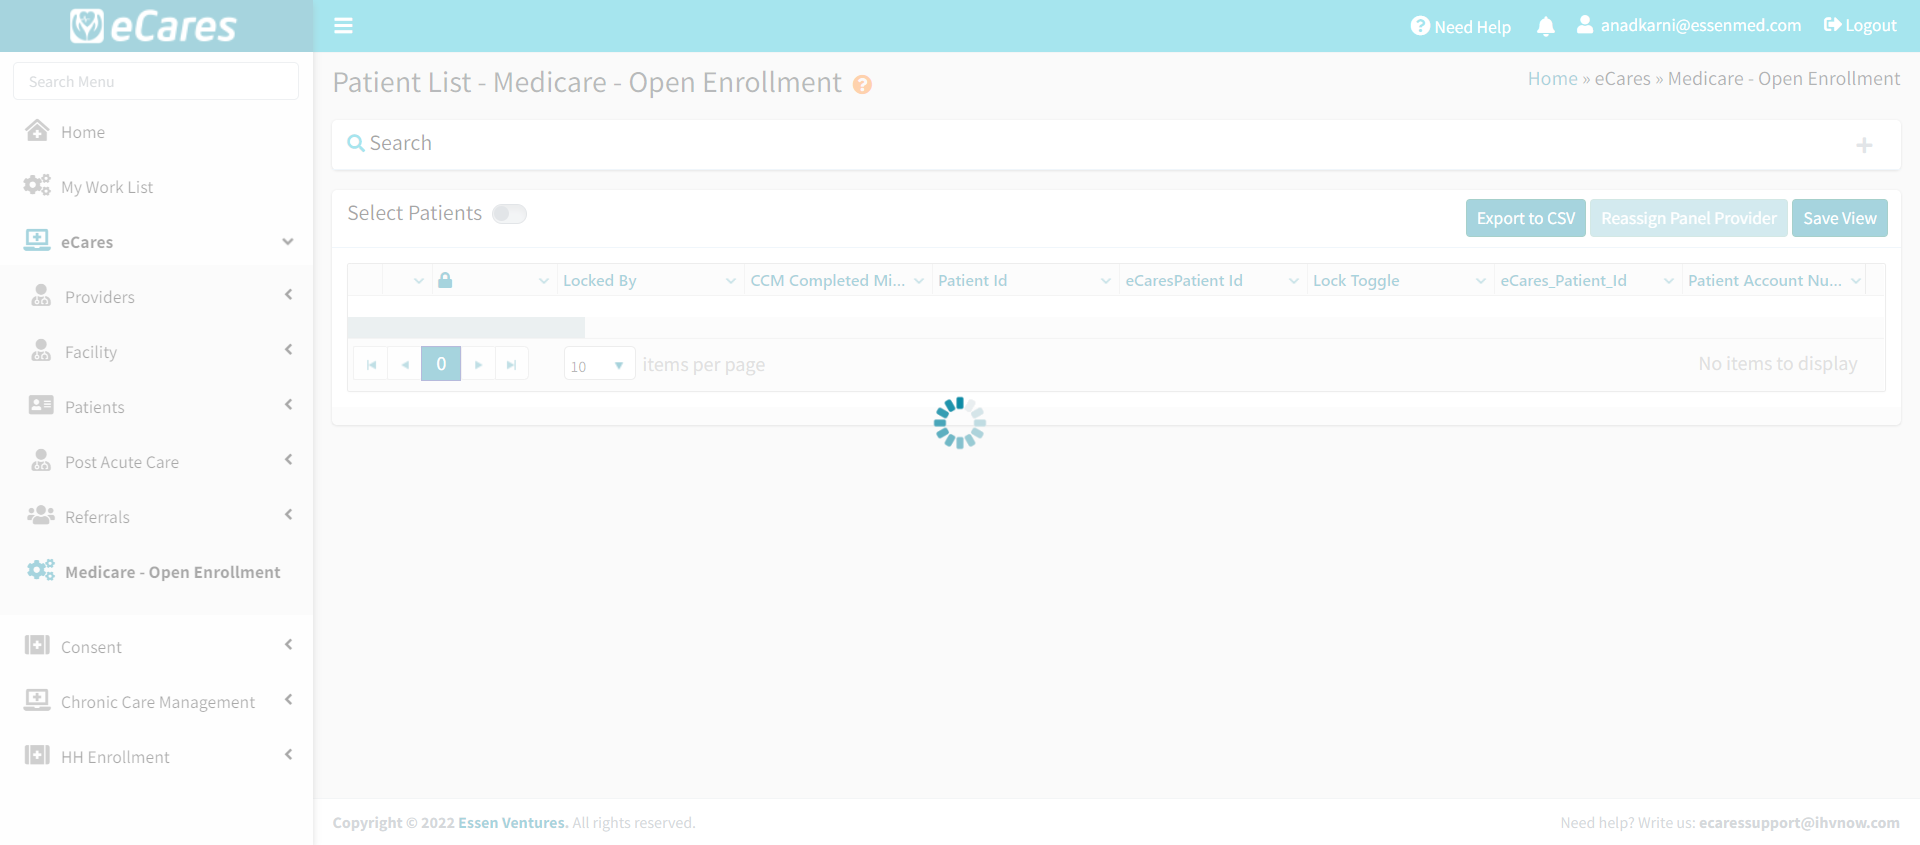 eCares
Need Help
anadkarni@essenmed.com
Logout
Search Menu
Home
My Work List
eCares
Providers
Facility
Patients
Post Acute Care
Referrals
Medicare - Open Enrollment
Consent
Chronic Care Management
HH Enrollment
Patient List - Medicare - Open Enrollment
Home » eCares » Medicare - Open Enrollment
Search
Select Patients
Export to CSV
Reassign Panel Provider
Save View
Locked By
CCM Completed Mi...
Patient Id
eCaresPatient Id
Lock Toggle
eCares_Patient_Id
Patient Account Nu...
0
10
items per page
No items to display
Copyright © 2022 Essen Ventures. All rights reserved.
Need help? Write us: ecaressupport@ihvnow.com